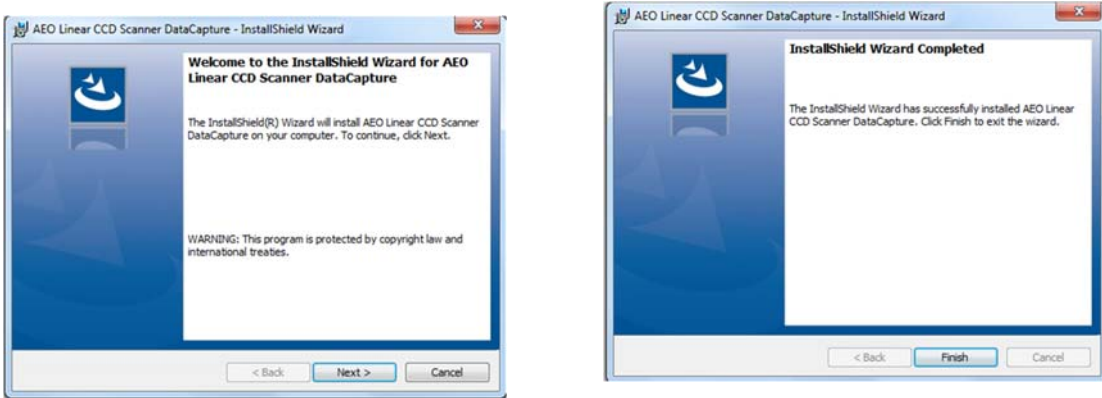 AEO Linear CCD Scanner DataCapture - InstallShield Wizard
Welcome to the InstallShield Wizard for AEO
Linear CCD Scanner DataCapture
The InstallShield(R) Wizard will install AEO Linear CCD Scanner
DataCapture on your computer. To continue, click Next.
WARNING: This program is protected by copyright law and
international treaties.
< Back
Next >
Cancel
AEO Linear CCD Scanner DataCapture - InstallShield Wizard
InstallShield Wizard Completed
The InstallShield Wizard has successfully installed AEO Linear
CCD Scanner DataCapture. Click Finish to exit the wizard.
< Back
Finish
Cancel